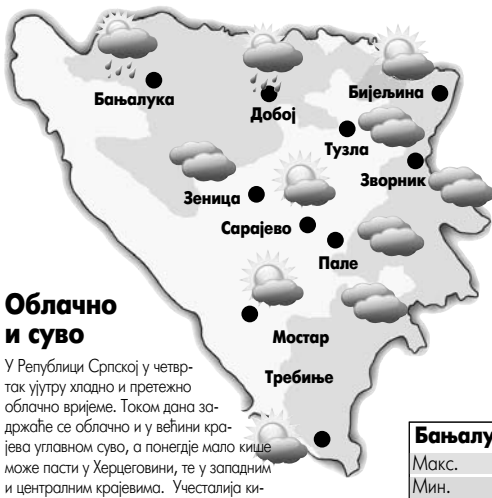 Бањалука
Добој
Бијељина
Тузла
Зворник
Зеница
Сарајево
Пале
Мостар
Требиње
Облачно
и суво
У Републици Српској у четвр-
так ујутру хладно и претежно
облачно вријеме. Током дана за-
држаће се облачно и у већини кра-
јева углавном суво, а понегдје мало кише
може пасти у Херцеговини, те у западним
и централним крајевима. Учесталија ки-
Макс.
Мин.